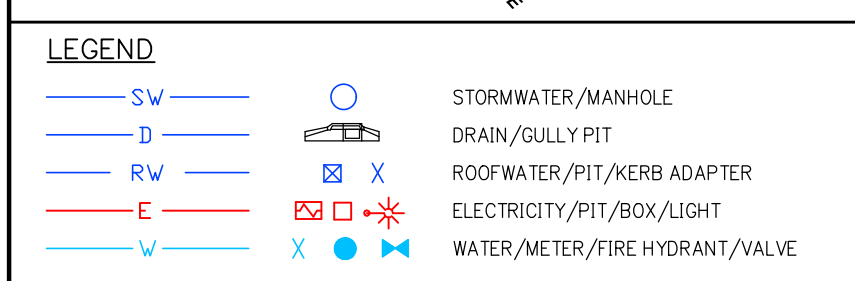 E
LEGEND
SW STORMWATER/MANHOLE
D DRAIN/GULLY PIT
RW X ROOFWATER/PIT/KERB ADAPTER
E ELECTRICITY/PIT/BOX/LIGHT
W X WATER/METER/FIRE HYDRANT/VALVE